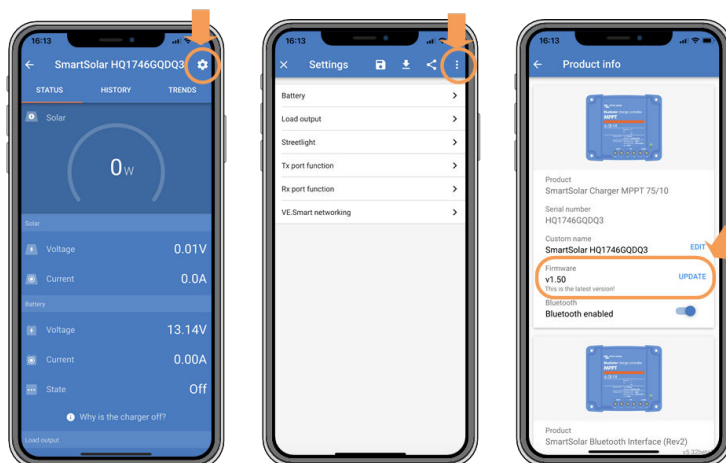 16:13
SmartSolar HQ1746GQDQ3
STATUS HISTORY TRENDS
Solar
0W
Solar
Voltage 0.01V
Current 0.0A
Battery
Voltage 13.14V
Current 0.00A
State Off
Why is the charger off?
Load output
16:13
Settings
Battery
Load output
Streetlight
Tx port function
Rx port function
VE.Smart networking
16:13
Product info
MPPT
Product
SmartSolar Charger MPPT 75/10
Serial number
HQ1746GQDQ3
Custom name
SmartSolar HQ1746GQDQ3 EDIT
Firmware
v1.50 UPDATE
This is the latest version!
Bluetooth
Bluetooth enabled
MPPT
Product
SmartSolar Bluetooth Interface (Rev2)